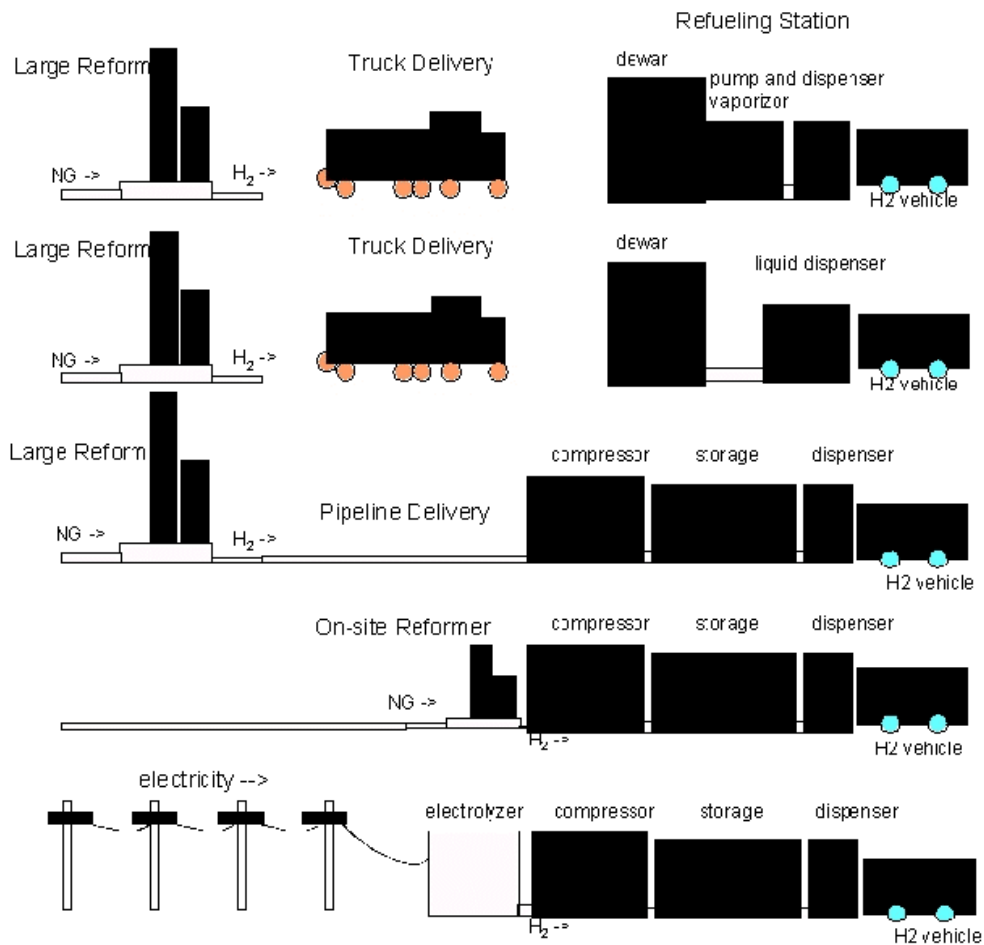 Refueling Station
Large Reform
Truck Delivery
dewar
pump and dispenser
vaporizor
NG ->
H2 ->
H2 vehicle
Large Reform
Truck Delivery
dewar
liquid dispenser
NG ->
H2 ->
H2 vehicle
Large Reform
compressor
storage
dispenser
Pipeline Delivery
NG ->
H2 ->
H2 vehicle
On-site Reformer
compressor
storage
dispenser
NG ->
H2 ->
H2 vehicle
electricity -->
electrolyzer
compressor
storage
dispenser
H2 ->
H2 vehicle